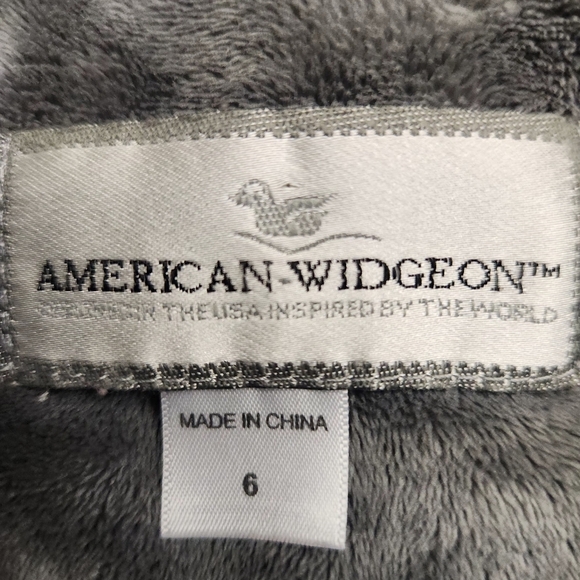 AMERICAN-WIDGEON™
IN THE USA INSPIRED BY THE WORLD
MADE IN CHINA
6